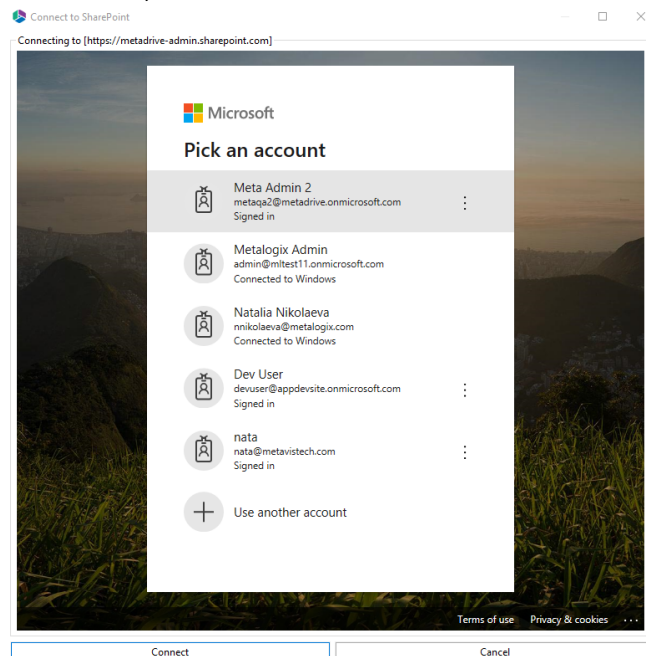 Connect to SharePoint
Connecting to [https://metadrive-admin.sharepoint.com]
Microsoft
Pick an account
Meta Admin 2
metaqa2@metadrive.onmicrosoft.com
Signed in
Metalogix Admin
admin@mltest11.onmicrosoft.com
Connected to Windows
Natalia Nikolaeva
nnikolaeva@metalogix.com
Connected to Windows
Dev User
devuser@appdevsite.onmicrosoft.com
Signed in
nata
nata@metavistech.com
Signed in
Use another account
Terms of use Privacy & cookies ...
Connect Cancel